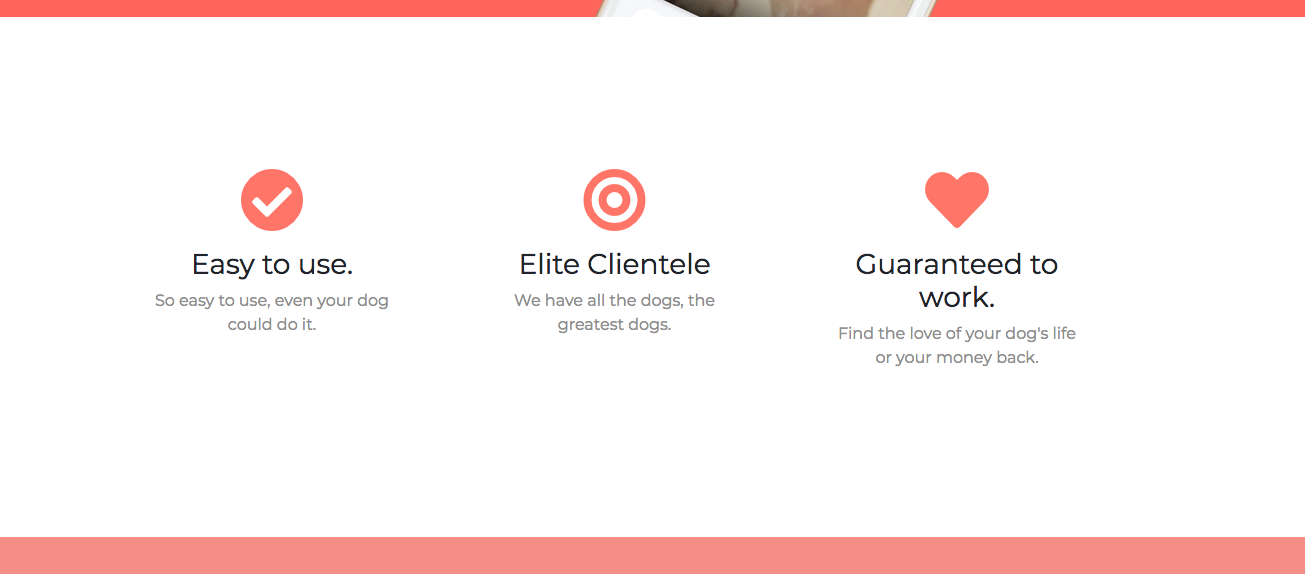 Easy to use.
So easy to use, even your dog
could do it.
Elite Clientele
We have all the dogs, the
greatest dogs.
Guaranteed to
work.
Find the love of your dog's life
or your money back.